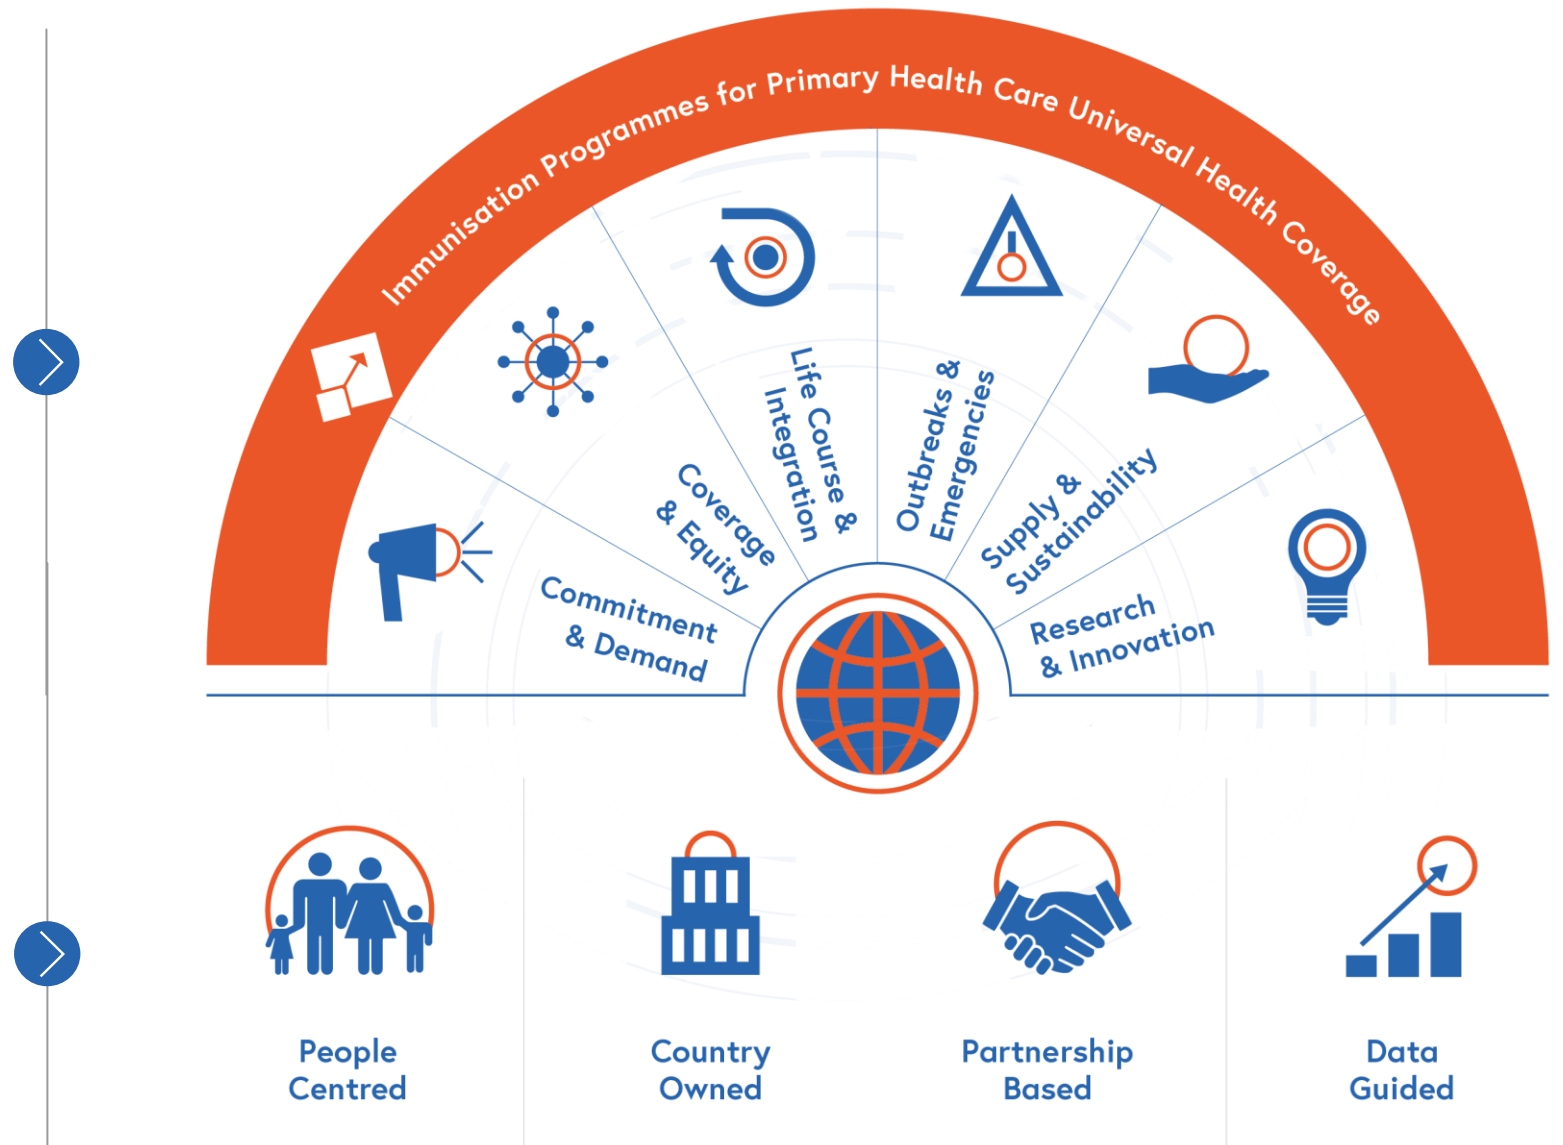 Immunisation Programmes for Primary Health Care Universal Health Coverage
Commitment
& Demand
Coverage
& Equity
Life Course &
Integration
Outbreaks &
Emergencies
Supply &
Sustainability
Research
& Innovation
People
Centred
Country
Owned
Partnership
Based
Data
Guided